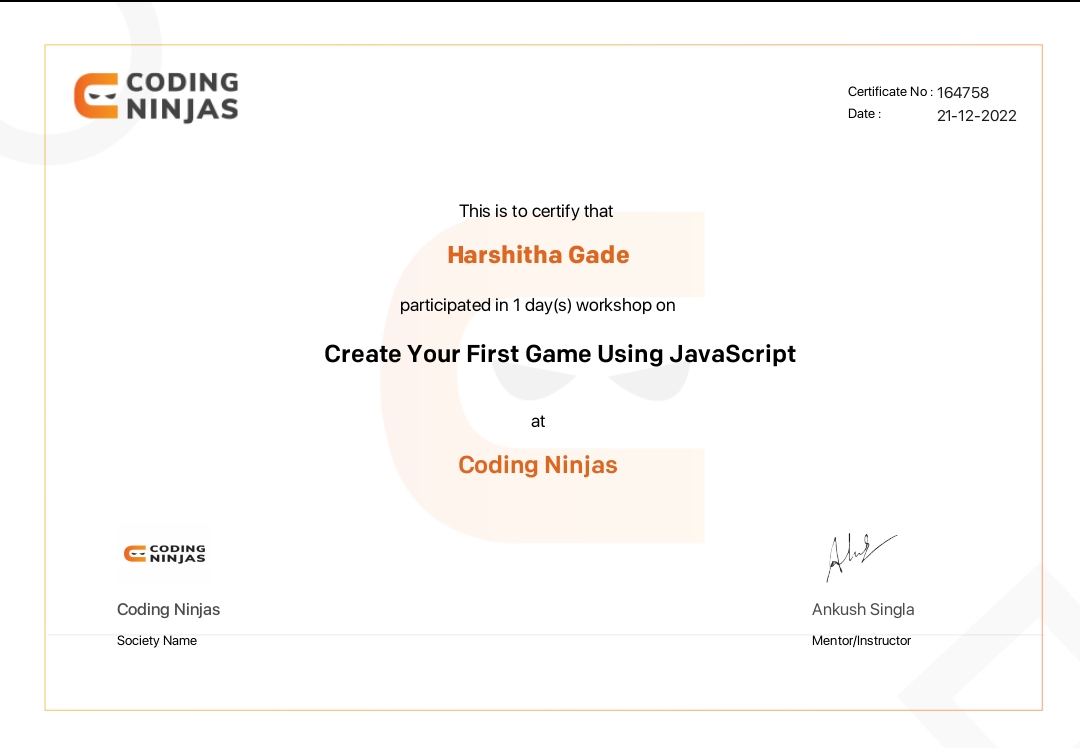 CODING
NINJAS
Certificate No : 164758
Date : 21-12-2022
This is to certify that
Harshitha Gade
participated in 1 day(s) workshop on
Create Your First Game Using JavaScript
at
Coding Ninjas
CODING
NINJAS
Coding Ninjas
Society Name
Ankush Singla
Mentor/Instructor